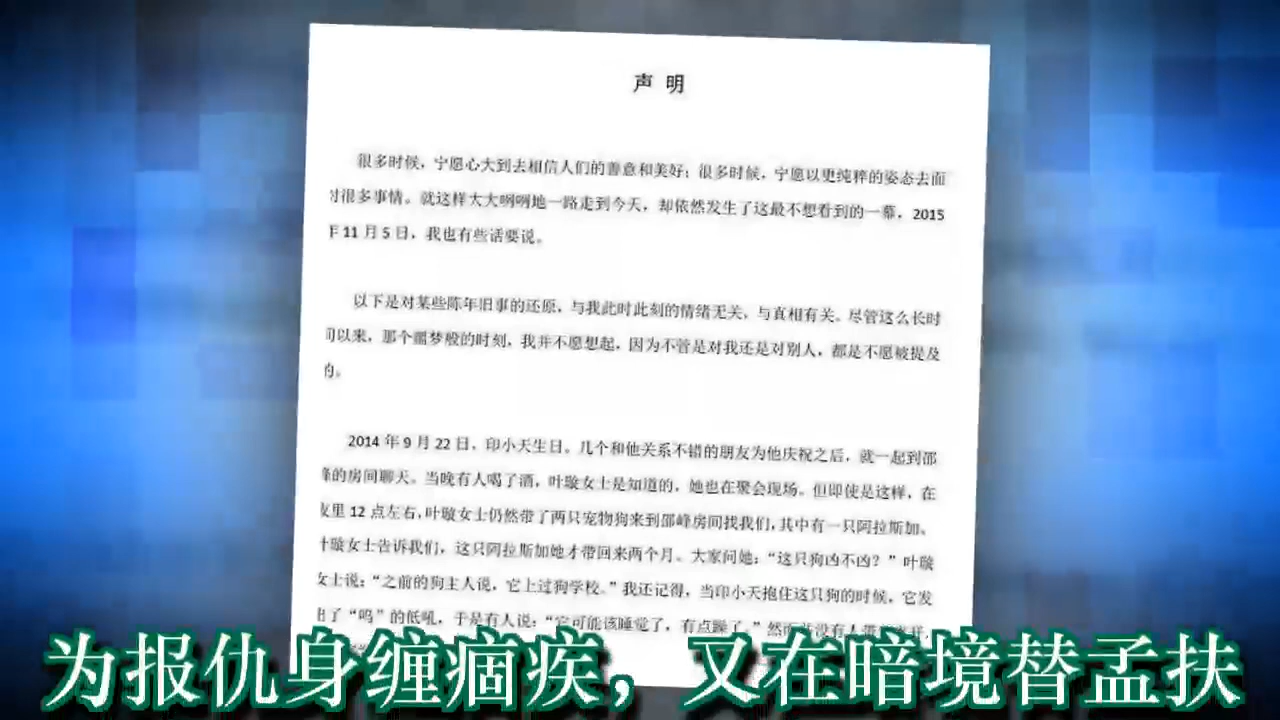 声 明
很多时候，宁愿心大到去相信人们的善意和美好；很多时候，宁愿以更纯粹的姿态去面
对很多事情。就这样大大咧咧地一路走到今天，却依然发生了这最不想看到的一幕，2015
年 11 月 5 日，我也有些话要说。
以下是对某些陈年旧事的还原，与我此时此刻的情绪无关，与真相有关。尽管这么长时
间以来，那个噩梦般的时刻，我并不愿想起，因为不管是对我还是对别人，都是不愿被提及
的。
2014 年 9 月 22 日，印小天生日。几个和他关系不错的朋友为他庆祝之后，就一起到邵
峰的房间聊天。当晚有人喝了酒，叶璇女士是知道的，她也在聚会现场。但即使是这样，在
夜里 12 点左右，叶璇女士仍然带了两只宠物狗来到邵峰房间找我们，其中有一只阿拉斯加。
叶璇女士告诉我们，这只阿拉斯加她才带回来两个月。大家问她：“这只狗凶不凶？”叶璇
女士说：“之前的狗主人说，它上过狗学校。”我还记得，当印小天抱住这只狗的时候，它发
出了“呜”的低吼，于是有人说：“它可能该睡觉了，有点躁了。”然而
为报仇身缠痼疾，又在暗境替孟扶